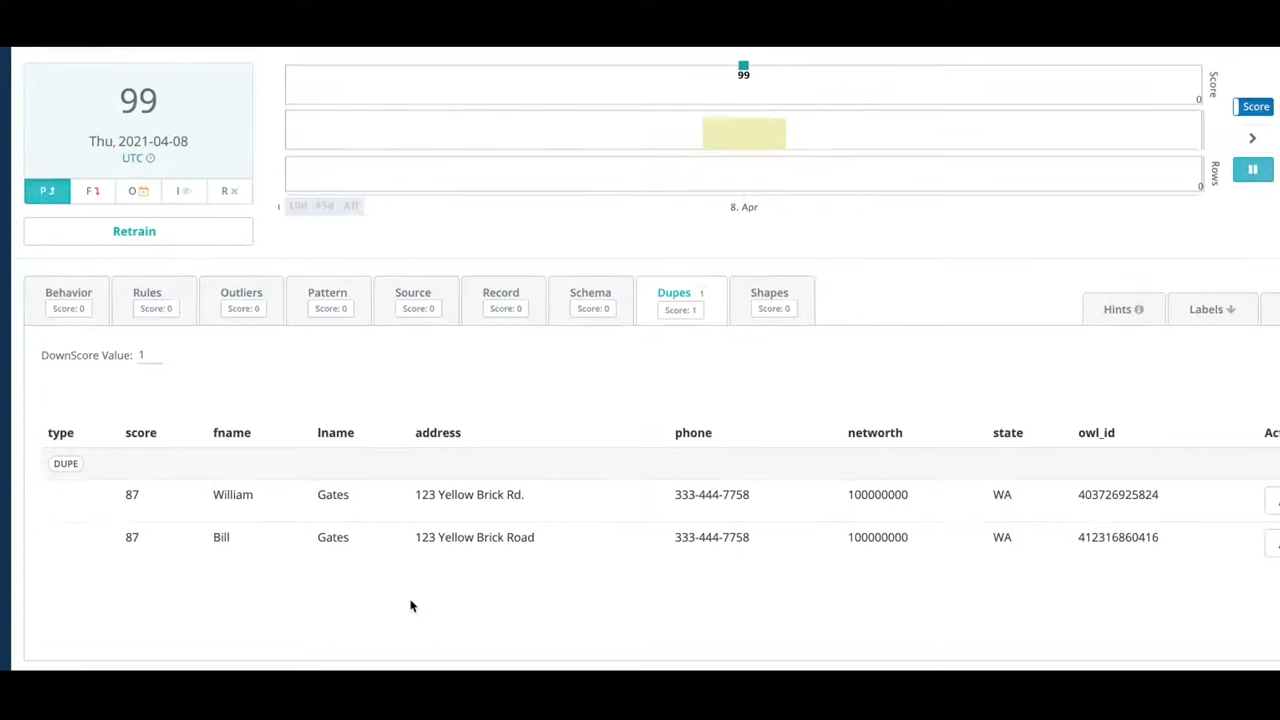 99
Score
0
99
Thu, 2021-04-08
UTC
Score
P F O I R
Rows
0
10d 45d All
8. Apr
Retrain
Behavior Rules Outliers Pattern Source Record Schema Dupes 1 Shapes
Score: 0 Score: 0 Score: 0 Score: 0 Score: 0 Score: 0 Score: 0 Score: 1 Score: 0
Hints Labels
DownScore Value: 1
type score fname lname address phone networth state owl_id
DUPE
87 William Gates 123 Yellow Brick Rd. 333-444-7758 100000000 WA 403726925824
87 Bill Gates 123 Yellow Brick Road 333-444-7758 100000000 WA 412316860416